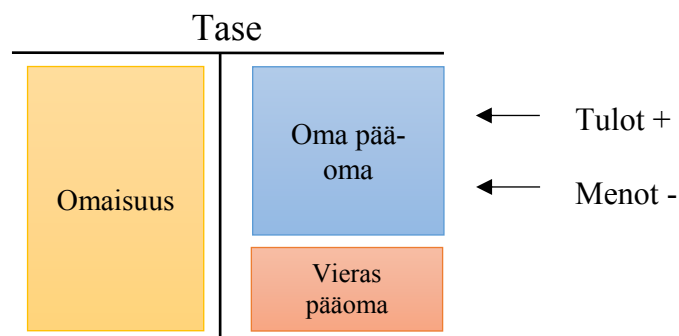 Tase
Omaisuus
Oma pää-
oma
Vieras
pääoma
Tulot +
Menot -